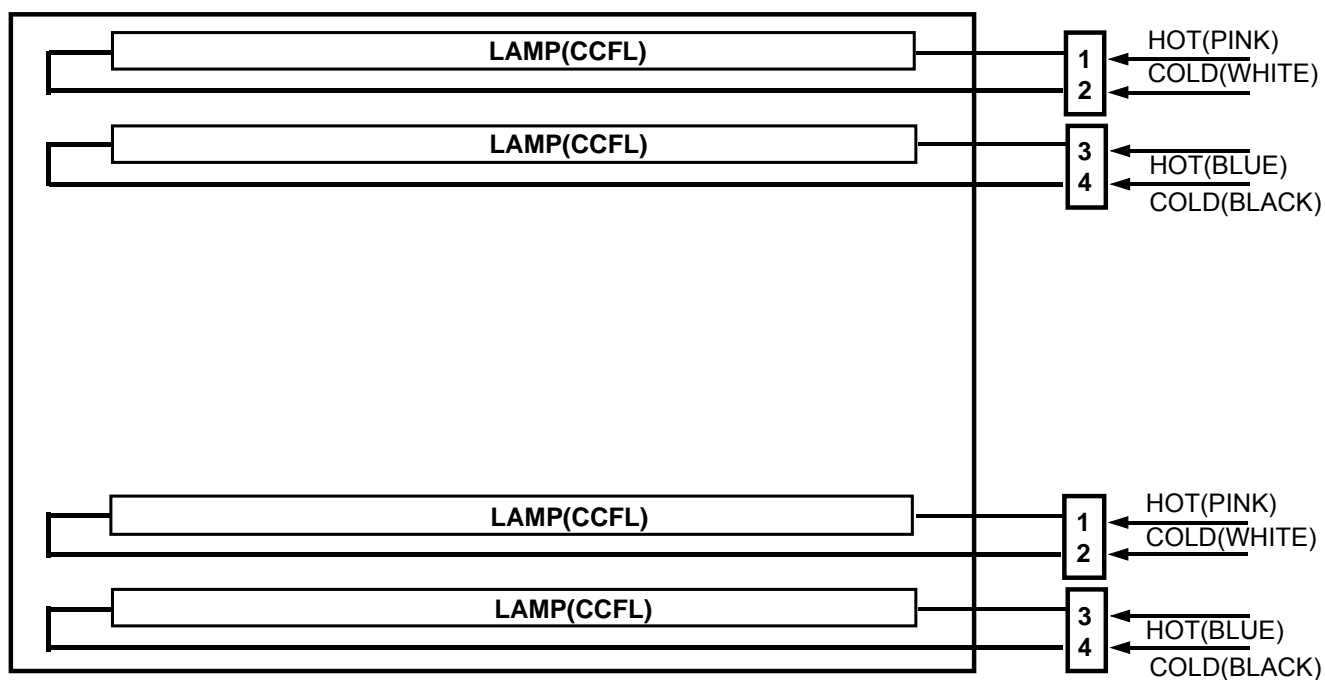 LAMP(CCFL)
1
HOT(PINK)
2
COLD(WHITE)
LAMP(CCFL)
3
HOT(BLUE)
4
COLD(BLACK)
LAMP(CCFL)
1
HOT(PINK)
2
COLD(WHITE)
LAMP(CCFL)
3
HOT(BLUE)
4
COLD(BLACK)